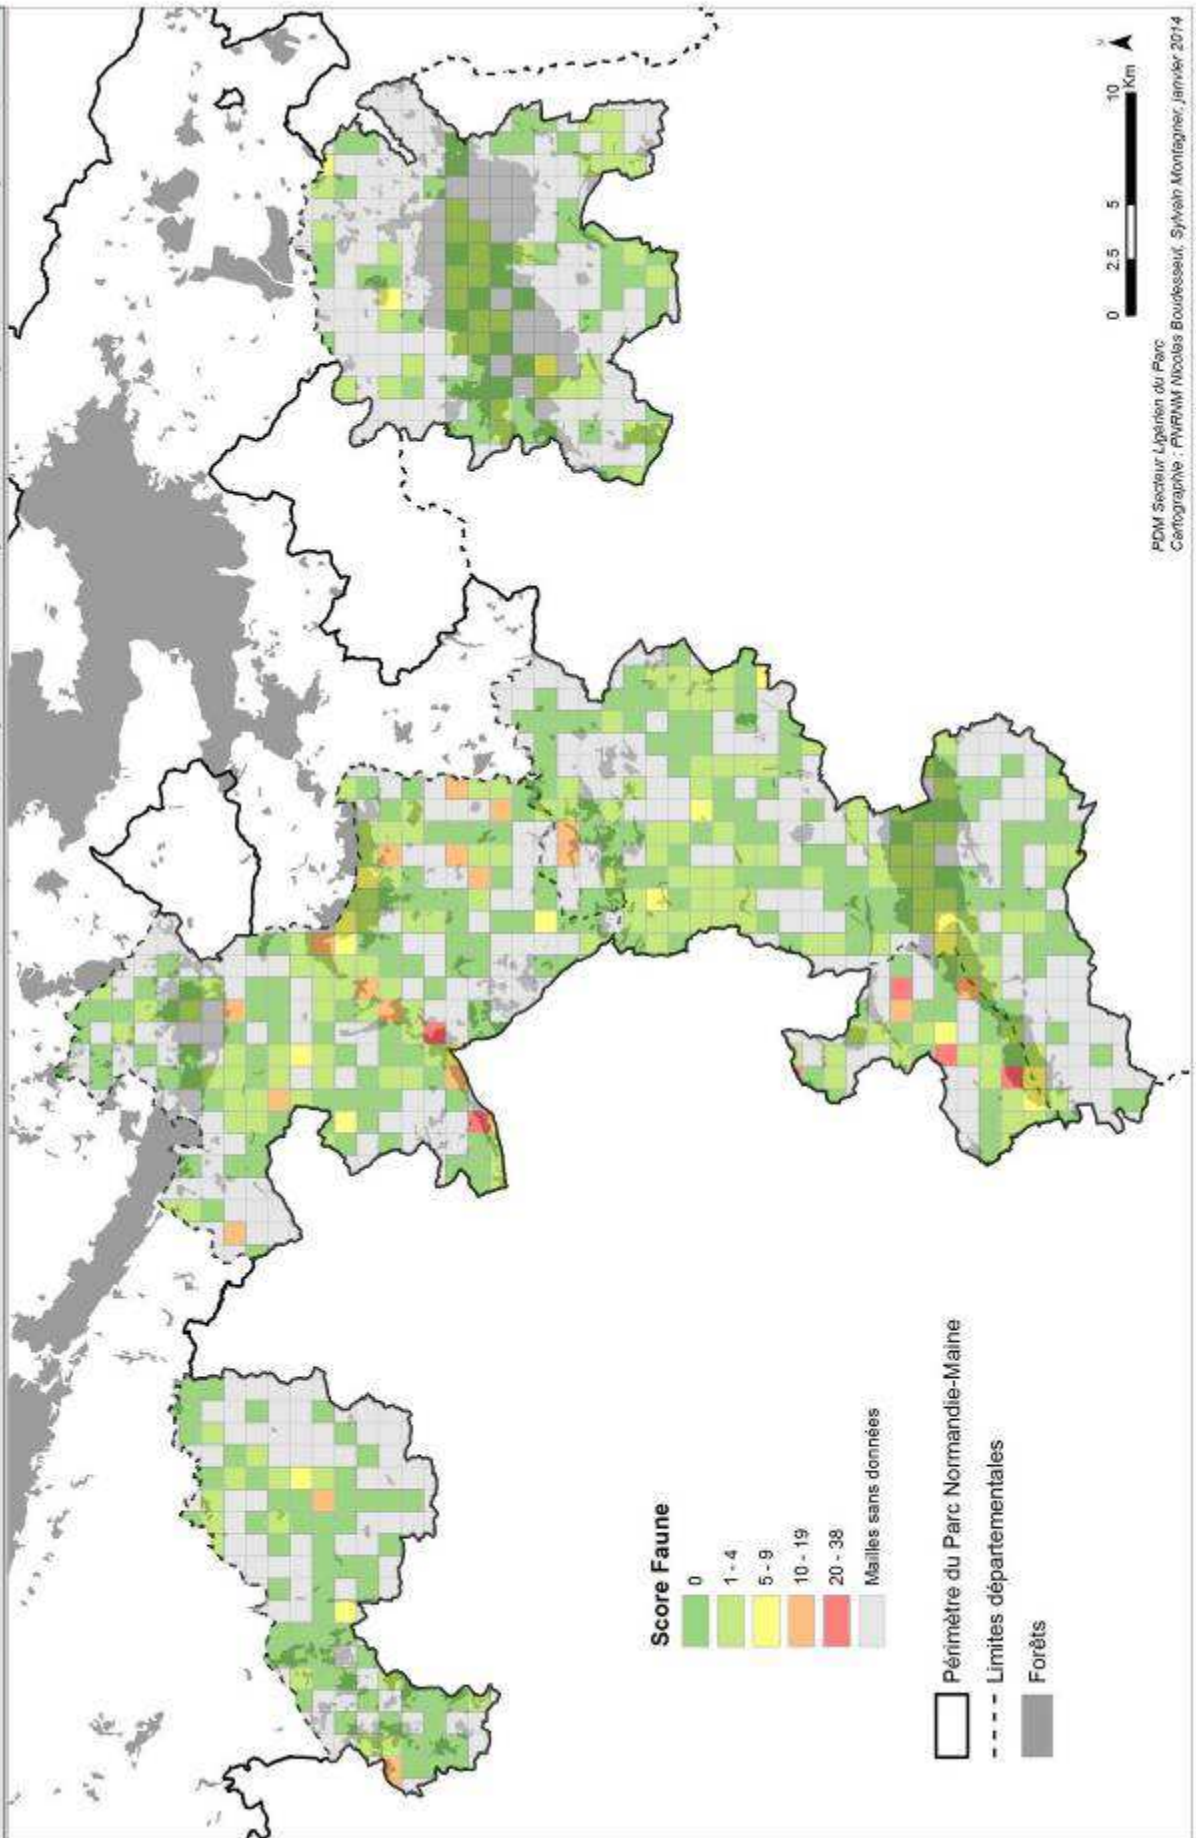 Score Faune
0
1 - 4
5 - 9
10 - 19
20 - 38
Mailles sans données
Périmètre du Parc Normandie-Maine
Limites départementales
Forêts
0 2.5 5 10
Km
PDM Secteur Ligérien du Parc
Cartographie : PNRNM Nicolas Boudesseul, Sylvain Montagner, janvier 2014